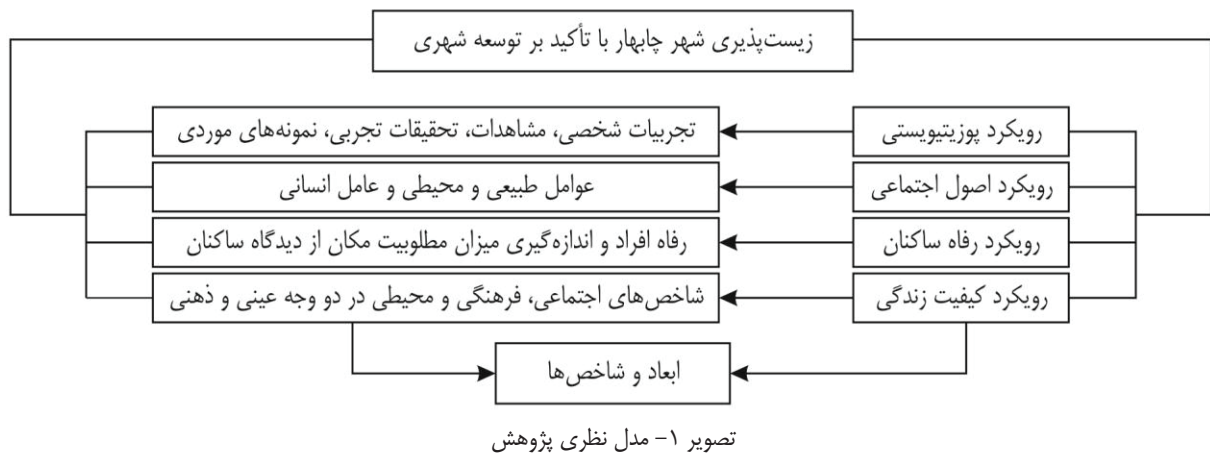 زیست‌پذیری شهر چابهار با تأکید بر توسعه شهری
رویکرد پوزیتیویستی
تجربیات شخصی، مشاهدات، تحقیقات تجربی، نمونه‌های موردی
رویکرد اصول اجتماعی
عوامل طبیعی و محیطی و عامل انسانی
رویکرد رفاه ساکنان
رفاه افراد و اندازه‌گیری میزان مطلوبیت مکان از دیدگاه ساکنان
رویکرد کیفیت زندگی
شاخص‌های اجتماعی، فرهنگی و محیطی در دو وجه عینی و ذهنی
ابعاد و شاخص‌ها
تصویر ۱- مدل نظری پژوهش